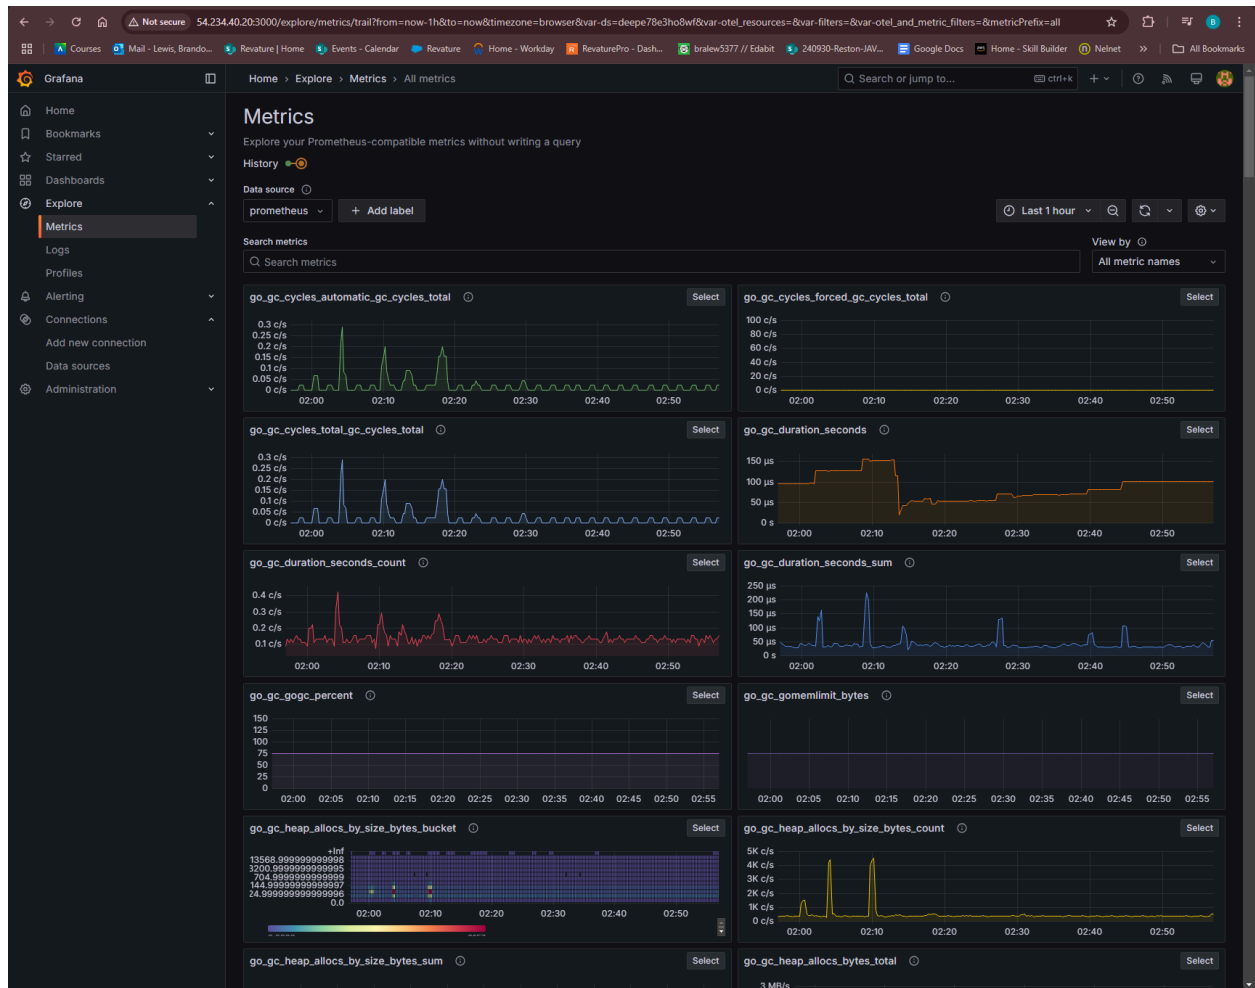 Not secure 54.234.40.20:3000/explore/metrics/trail?from=now-1h&to=now&timezone=browser&var-ds=deepe78e3ho8wf&var-otel_resources=&var-filters=&var-otel_and_metric_filters=&metricPrefix=all
Courses Mail - Lewis, Brando... Revature | Home Events - Calendar Revature Home - Workday RevaturePro - Dash... bralew5377 // Edabit 240930-Reston-JAV... Google Docs Home - Skill Builder Nelnet » All Bookmarks
Grafana
Home › Explore › Metrics › All metrics
Search or jump to... ctrl+k
Home
Bookmarks
Starred
Dashboards
Explore
Metrics
Logs
Profiles
Alerting
Connections
Add new connection
Data sources
Administration
Metrics
Explore your Prometheus-compatible metrics without writing a query
History
Data source
prometheus + Add label
Last 1 hour
Search metrics
View by
Search metrics
All metric names
go_gc_cycles_automatic_gc_cycles_total Select
0.3 c/s
0.25 c/s
0.2 c/s
0.15 c/s
0.1 c/s
0.05 c/s
0 c/s
02:00 02:10 02:20 02:30 02:40 02:50
go_gc_cycles_forced_gc_cycles_total Select
100 c/s
80 c/s
60 c/s
40 c/s
20 c/s
0 c/s
02:00 02:10 02:20 02:30 02:40 02:50
go_gc_cycles_total_gc_cycles_total Select
0.3 c/s
0.25 c/s
0.2 c/s
0.15 c/s
0.1 c/s
0.05 c/s
0 c/s
02:00 02:10 02:20 02:30 02:40 02:50
go_gc_duration_seconds Select
150 µs
100 µs
50 µs
0 s
02:00 02:10 02:20 02:30 02:40 02:50
go_gc_duration_seconds_count Select
0.4 c/s
0.3 c/s
0.2 c/s
0.1 c/s
02:00 02:10 02:20 02:30 02:40 02:50
go_gc_duration_seconds_sum Select
250 µs
200 µs
150 µs
100 µs
50 µs
0 s
02:00 02:10 02:20 02:30 02:40 02:50
go_gc_gogc_percent Select
150
125
100
75
50
25
0
02:00 02:05 02:10 02:15 02:20 02:25 02:30 02:35 02:40 02:45 02:50 02:55
go_gc_gomemlimit_bytes Select
02:00 02:05 02:10 02:15 02:20 02:25 02:30 02:35 02:40 02:45 02:50 02:55
go_gc_heap_allocs_by_size_bytes_bucket Select
+Inf
13568.999999999998
3200.9999999999995
704.9999999999999
144.99999999999997
24.999999999999996
0.0
02:00 02:10 02:20 02:30 02:40 02:50
go_gc_heap_allocs_by_size_bytes_count Select
5K c/s
4K c/s
3K c/s
2K c/s
1K c/s
0 c/s
02:00 02:10 02:20 02:30 02:40 02:50
go_gc_heap_allocs_by_size_bytes_sum Select
go_gc_heap_allocs_bytes_total Select
3 MB/s